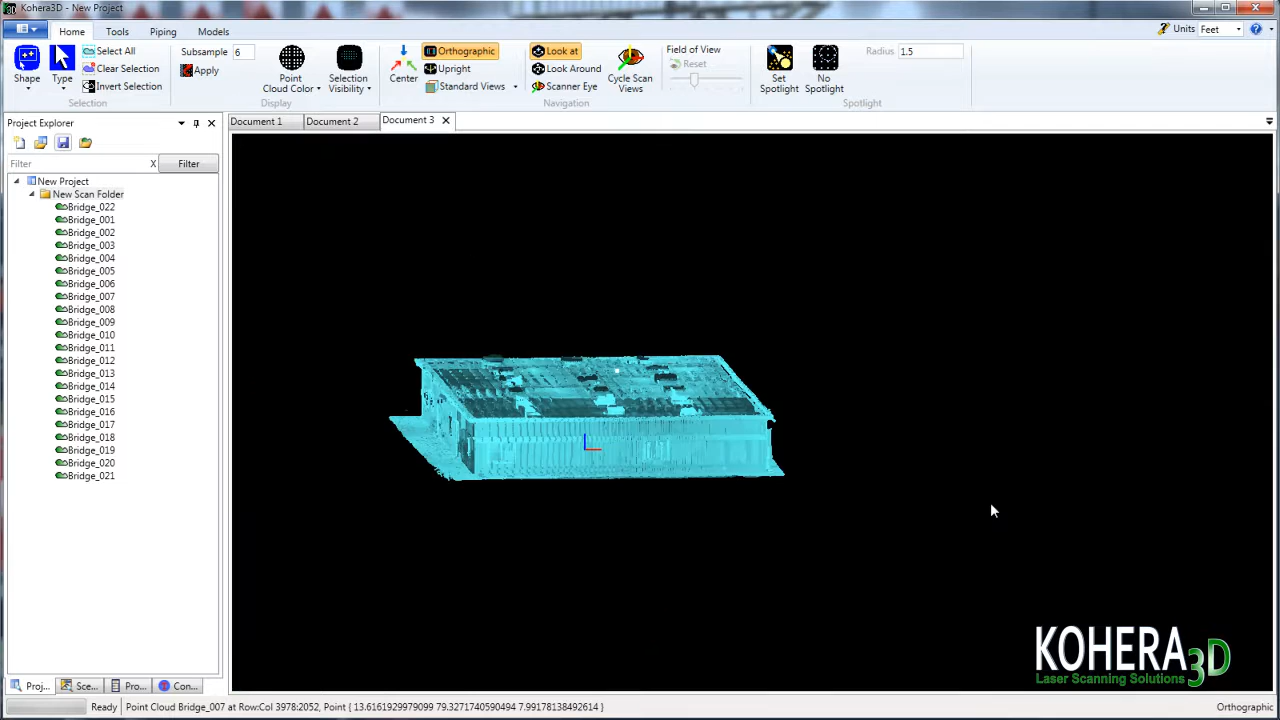 Kohera3D - New Project
Home Tools Piping Models Units Feet
Shape Type Select All Clear Selection Invert Selection
Selection
Subsample 6
Apply
Point Cloud Color
Selection Visibility
Display
Center Orthographic Upright Standard Views
Look at
Look Around
Scanner Eye
Cycle Scan Views
Navigation
Field of View
Reset
Set Spotlight
No Spotlight
Radius 1.5
Spotlight
Project Explorer
Document 1 Document 2 Document 3
Filter X Filter
New Project
New Scan Folder
Bridge_022
Bridge_001
Bridge_002
Bridge_003
Bridge_004
Bridge_005
Bridge_006
Bridge_007
Bridge_008
Bridge_009
Bridge_010
Bridge_011
Bridge_012
Bridge_013
Bridge_014
Bridge_015
Bridge_016
Bridge_017
Bridge_018
Bridge_019
Bridge_020
Bridge_021
KOHERA3D
Laser Scanning Solutions
Proj... Sce... Pro... Con...
Ready Point Cloud Bridge_007 at Row:Col 3978:2052, Point { 13.6161929979099 79.3271740590494 7.99178138492614 } Orthographic